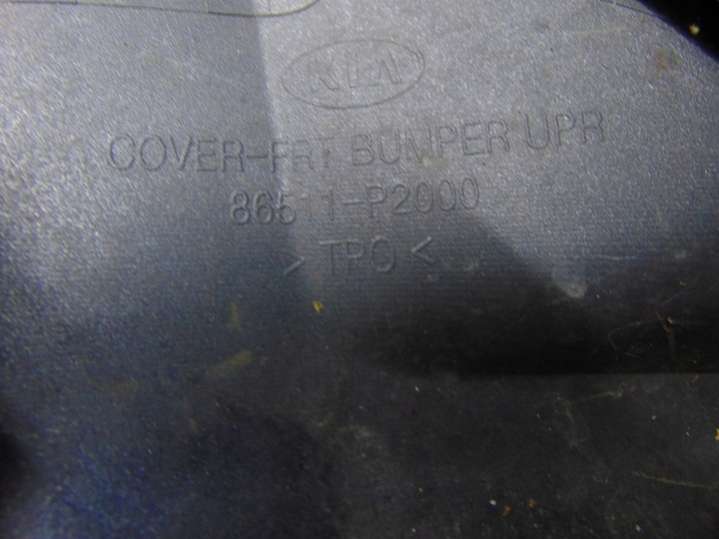 KIA
COVER-FRT BUMPER UPR
86511-P2000
> TPO <